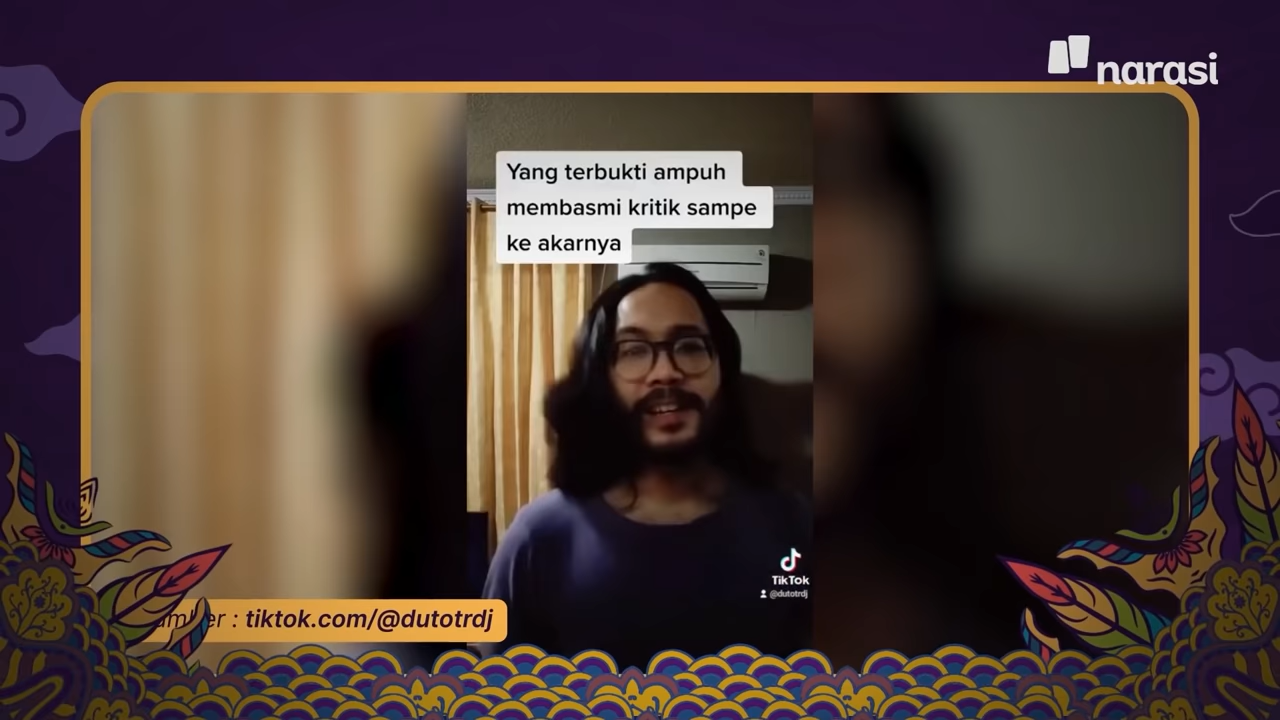 narasi
Yang terbukti ampuh
membasmi kritik sampe
ke akarnya
TikTok
@dutotrdj
: tiktok.com/@dutotrdj